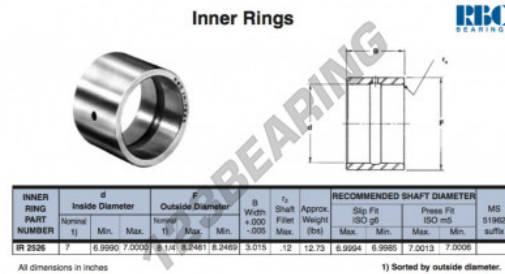 Inner Rings
RBC
BEARINGS
B
rs
d
F
123BEARING
INNER RING PART NUMBER
d Inside Diameter
F Outside Diameter
B Width +.000 -.005
rs Shaft Fillet Max.
Approx. Weight (lbs)
RECOMMENDED SHAFT DIAMETER
Slip Fit ISO g6
Press Fit ISO m5
MS 51962 suffix
Nominal 1) Min. Max. Nominal 1) Max. Min. Max. Min. Max. Min.
IR 2526 7 6.9990 7.0000 8 1/4 8.2481 8.2469 3.015 .12 12.73 6.9994 6.9985 7.0013 7.0006
All dimensions in inches
1) Sorted by outside diameter.